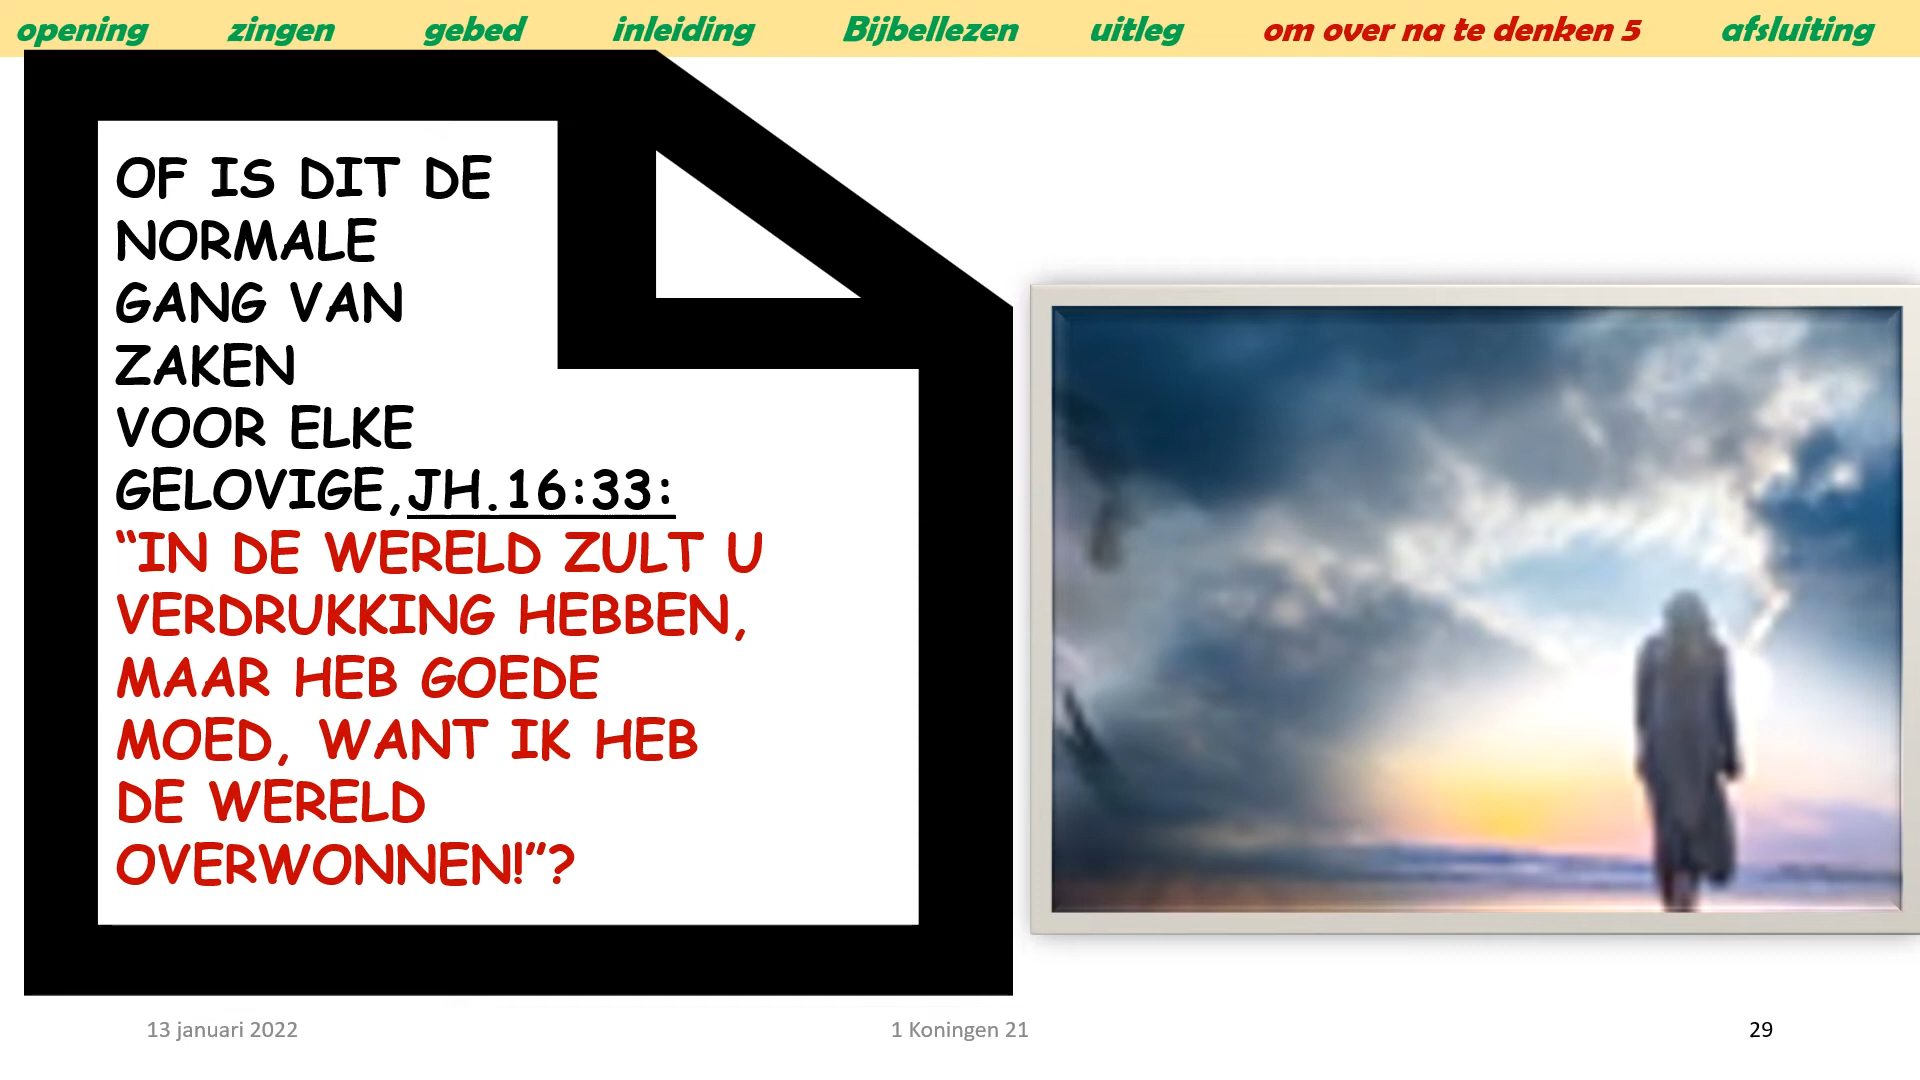 opening zingen gebed inleiding Bijbellezen uitleg om over na te denken 5 afsluiting
OF IS DIT DE
NORMALE
GANG VAN
ZAKEN
VOOR ELKE
GELOVIGE,JH.16:33:
“IN DE WERELD ZULT U
VERDRUKKING HEBBEN,
MAAR HEB GOEDE
MOED, WANT IK HEB
DE WERELD
OVERWONNEN!”?
13 januari 2022 1 Koningen 21 29